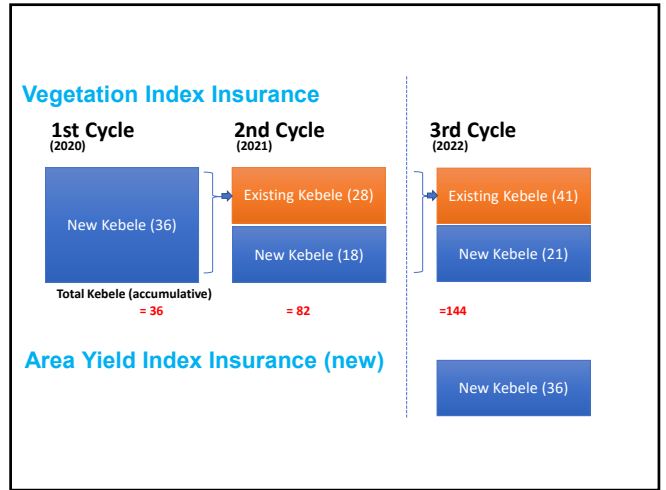 Vegetation Index Insurance
1st Cycle
(2020)
2nd Cycle
(2021)
3rd Cycle
(2022)
New Kebele (36)
Existing Kebele (28)
New Kebele (18)
Existing Kebele (41)
New Kebele (21)
Total Kebele (accumulative)
= 36
= 82
=144
Area Yield Index Insurance (new)
New Kebele (36)